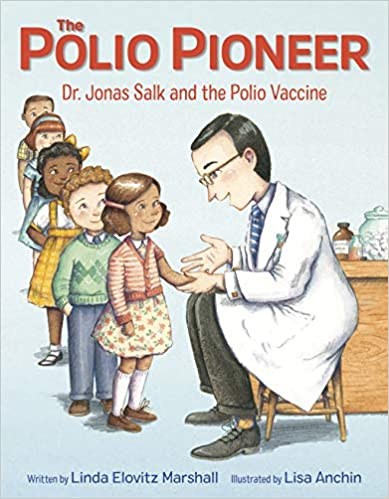 The
POLIO PIONEER
Dr. Jonas Salk and the Polio Vaccine
Written by Linda Elovitz Marshall Illustrated by Lisa Anchin